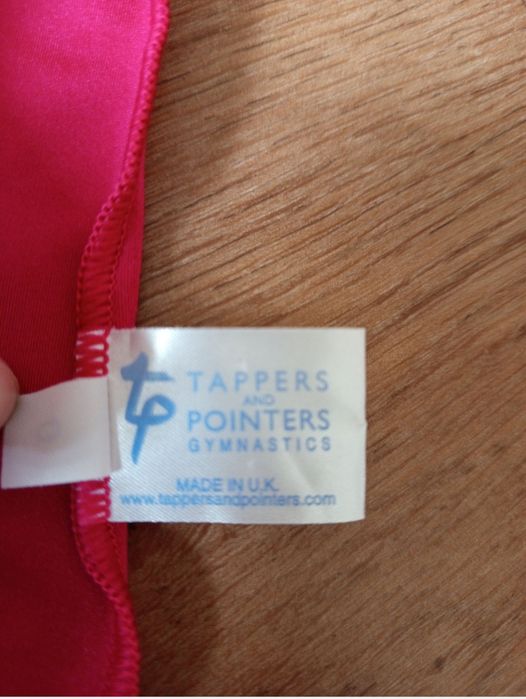 tp
TAPPERS
AND
POINTERS
GYMNASTICS
MADE IN U.K.
www.tappersandpointers.com